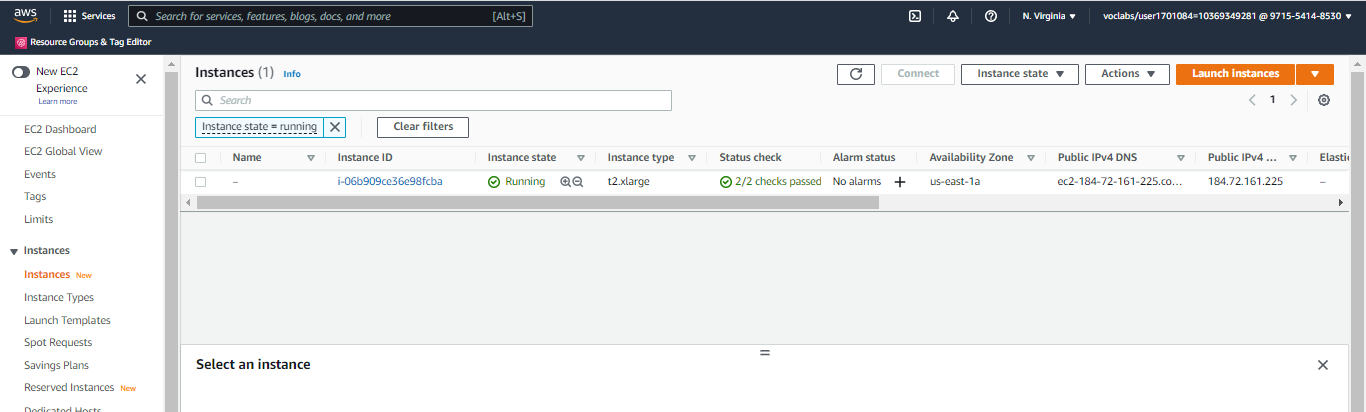 aws Services Search for services, features, blogs, docs, and more [Alt+S] N. Virginia voclabs/user1701084=10369349281 @ 9715-5414-8530
Resource Groups & Tag Editor
New EC2
Experience
Learn more
EC2 Dashboard
EC2 Global View
Events
Tags
Limits
Instances
Instances New
Instance Types
Launch Templates
Spot Requests
Savings Plans
Reserved Instances New
Dedicated Hosts
Instances (1) Info
Connect Instance state Actions Launch instances
Search
1
Instance state = running Clear filters
Name Instance ID Instance state Instance type Status check Alarm status Availability Zone Public IPv4 DNS Public IPv4 ... Elastic
– i-06b909ce36e98fcba Running t2.xlarge 2/2 checks passed No alarms + us-east-1a ec2-184-72-161-225.co... 184.72.161.225 –
Select an instance